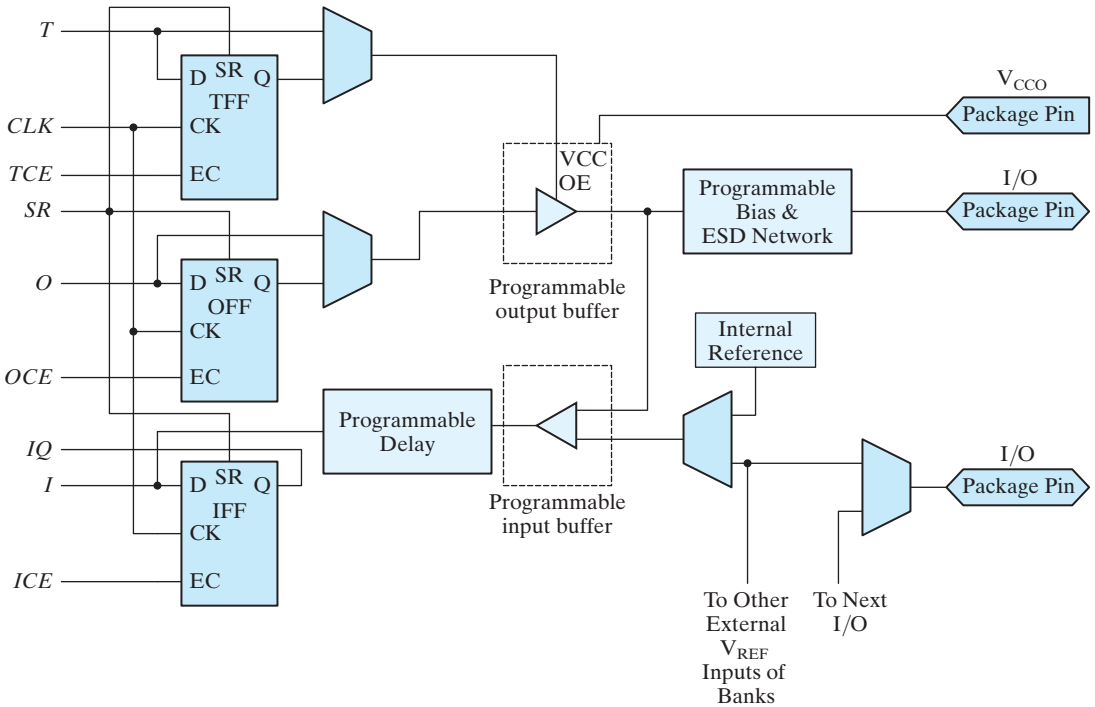 T
SR
D
Q
TFF
V_CCO
Package Pin
CLK
CK
VCC
TCE
EC
OE
Programmable
Bias &
ESD Network
I/O
Package Pin
SR
SR
O
D
Q
OFF
Programmable
output buffer
CK
Internal
Reference
OCE
EC
Programmable
Delay
IQ
I
SR
D
Q
IFF
I/O
Package Pin
Programmable
input buffer
CK
ICE
EC
To Other
External
V_REF
Inputs of
Banks
To Next
I/O